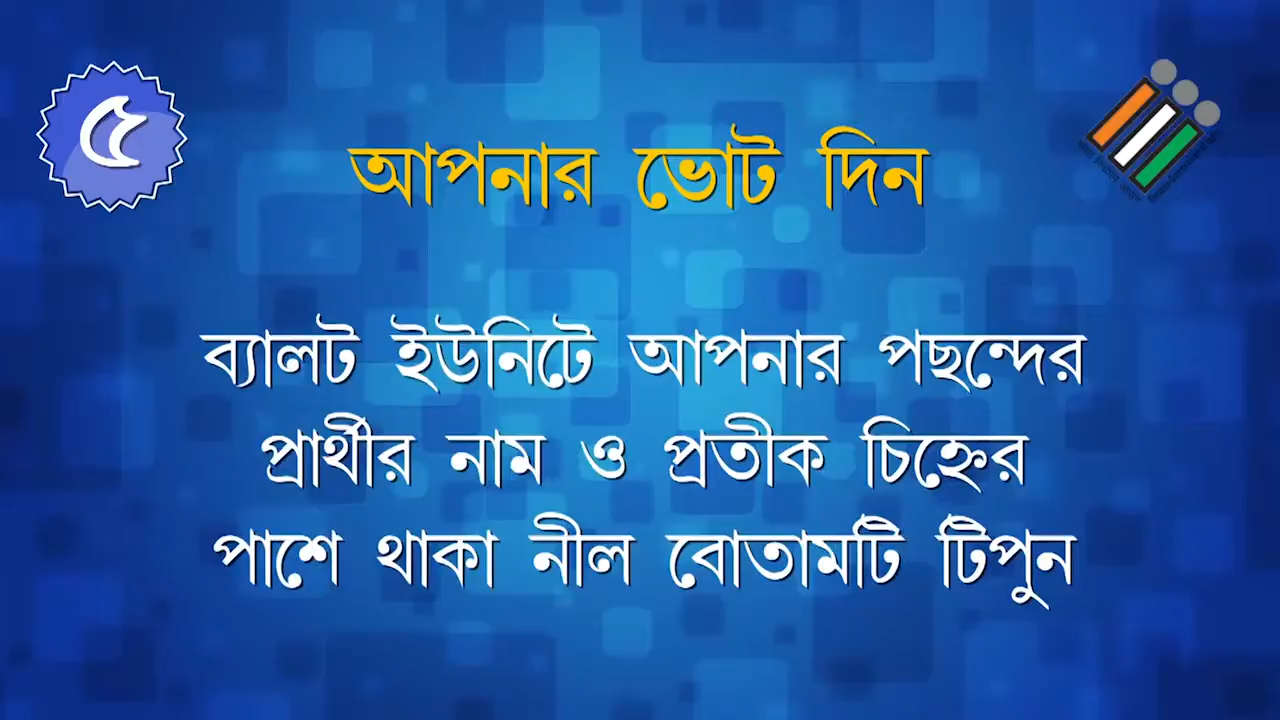 ৫
আপনার ভোট দিন
ব্যালট ইউনিটে আপনার পছন্দের
প্রার্থীর নাম ও প্রতীক চিহ্নের
পাশে থাকা নীল বোতামটি টিপুন